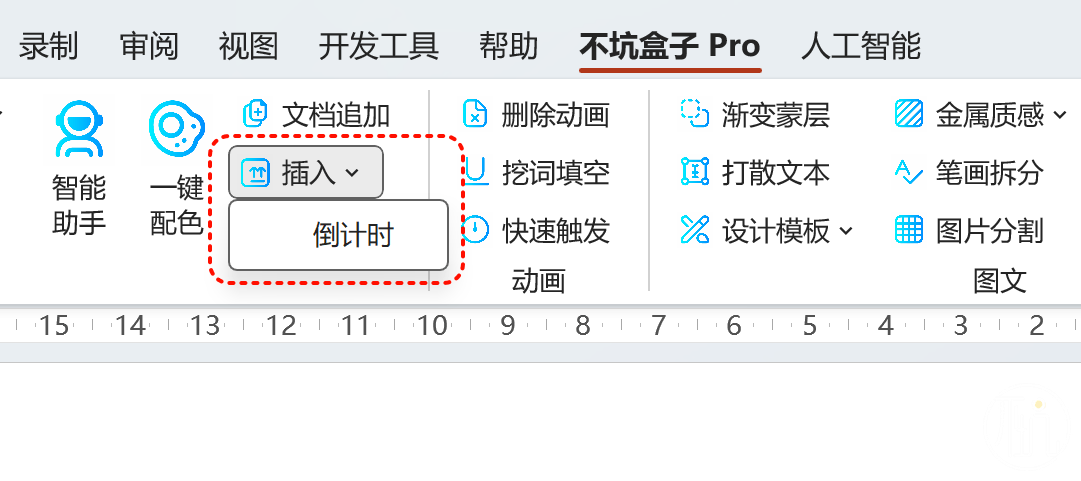 录制 审阅 视图 开发工具 帮助 不坑盒子 Pro 人工智能
智能
助手
一键
配色
文档追加
插入
倒计时
删除动画
挖词填空
快速触发
动画
渐变蒙层
打散文本
设计模板
金属质感
笔画拆分
图片分割
图文
15 14 13 12 11 10 9 8 7 6 5 4 3 2